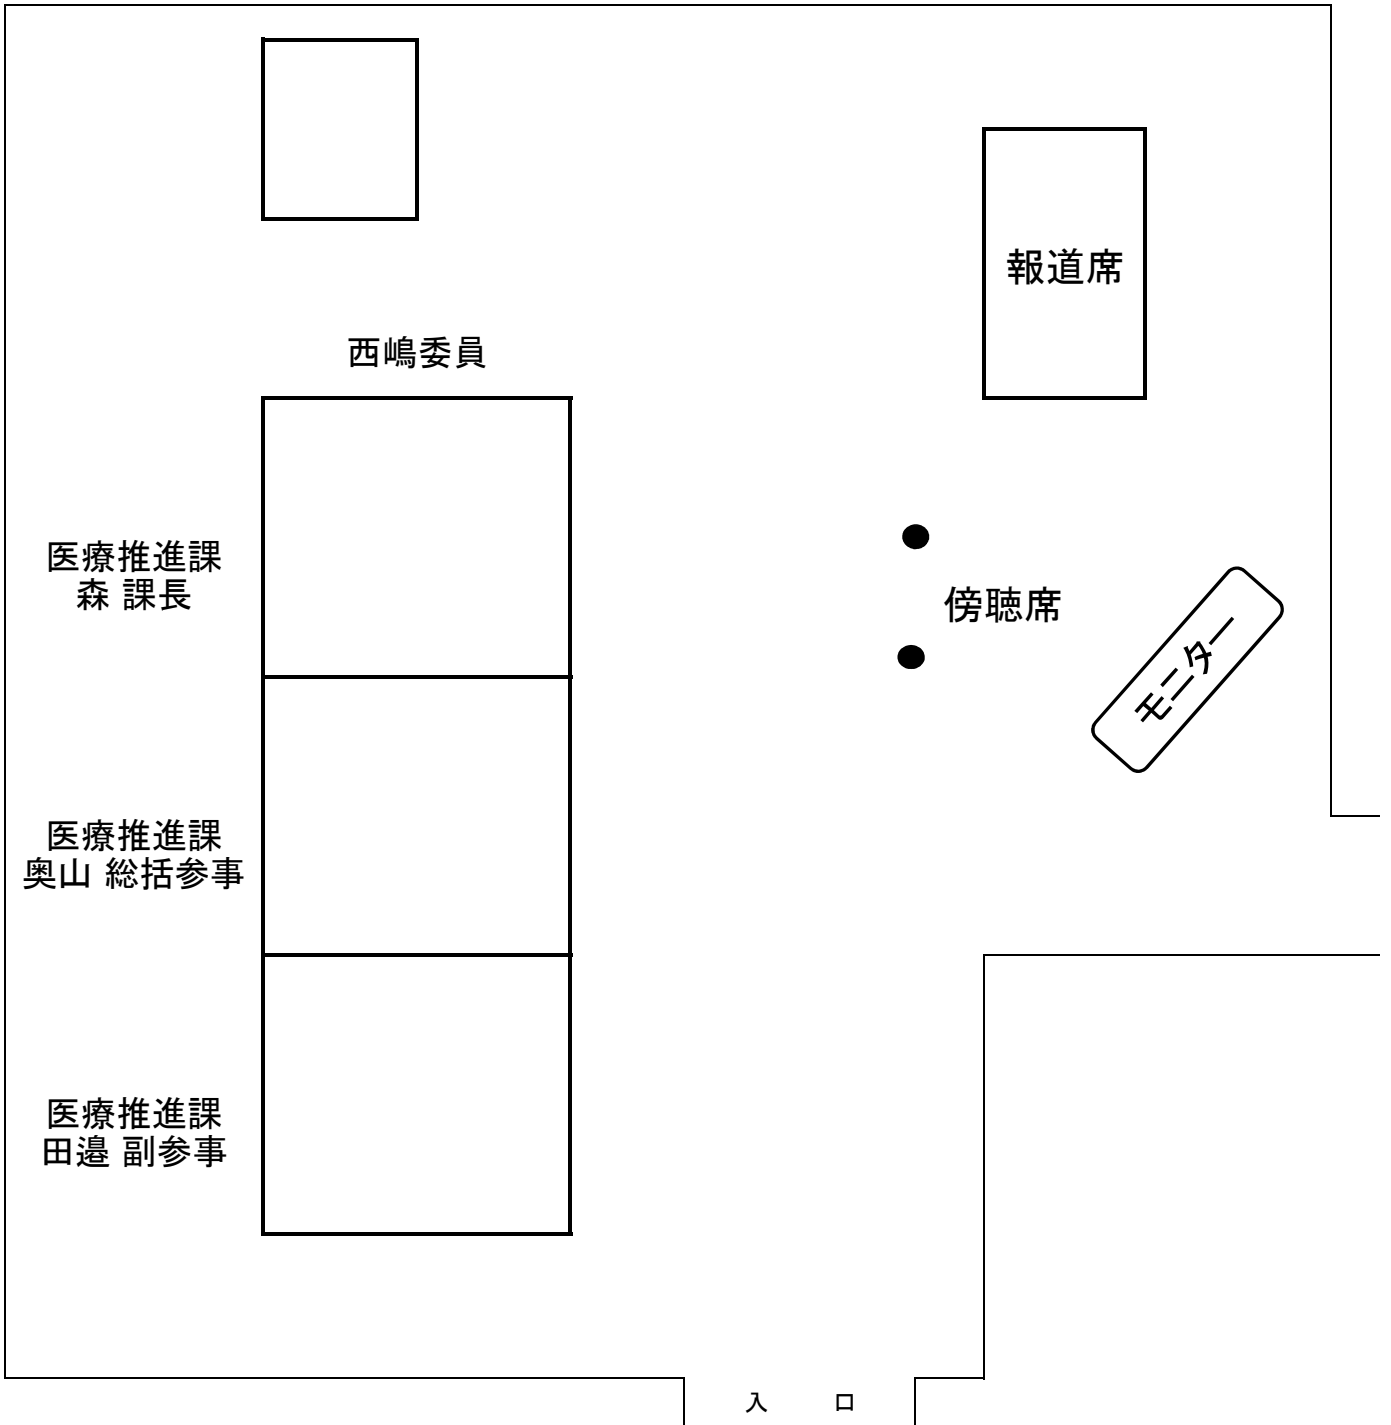 報道席
西嶋委員
医療推進課
森 課長
傍聴席
モニター
医療推進課
奥山 総括参事
医療推進課
田邉 副参事
入 口